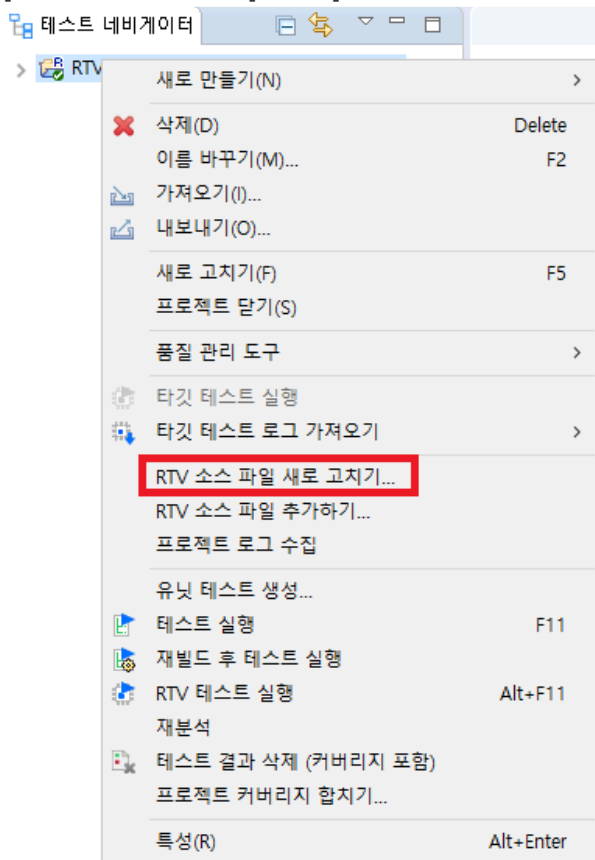 테스트 네비게이터
RTV
새로 만들기(N)
삭제(D) Delete
이름 바꾸기(M)... F2
가져오기(I)...
내보내기(O)...
새로 고치기(F) F5
프로젝트 닫기(S)
품질 관리 도구
타깃 테스트 실행
타깃 테스트 로그 가져오기
RTV 소스 파일 새로 고치기...
RTV 소스 파일 추가하기...
프로젝트 로그 수집
유닛 테스트 생성...
테스트 실행 F11
재빌드 후 테스트 실행
RTV 테스트 실행 Alt+F11
재분석
테스트 결과 삭제 (커버리지 포함)
프로젝트 커버리지 합치기...
특성(R) Alt+Enter